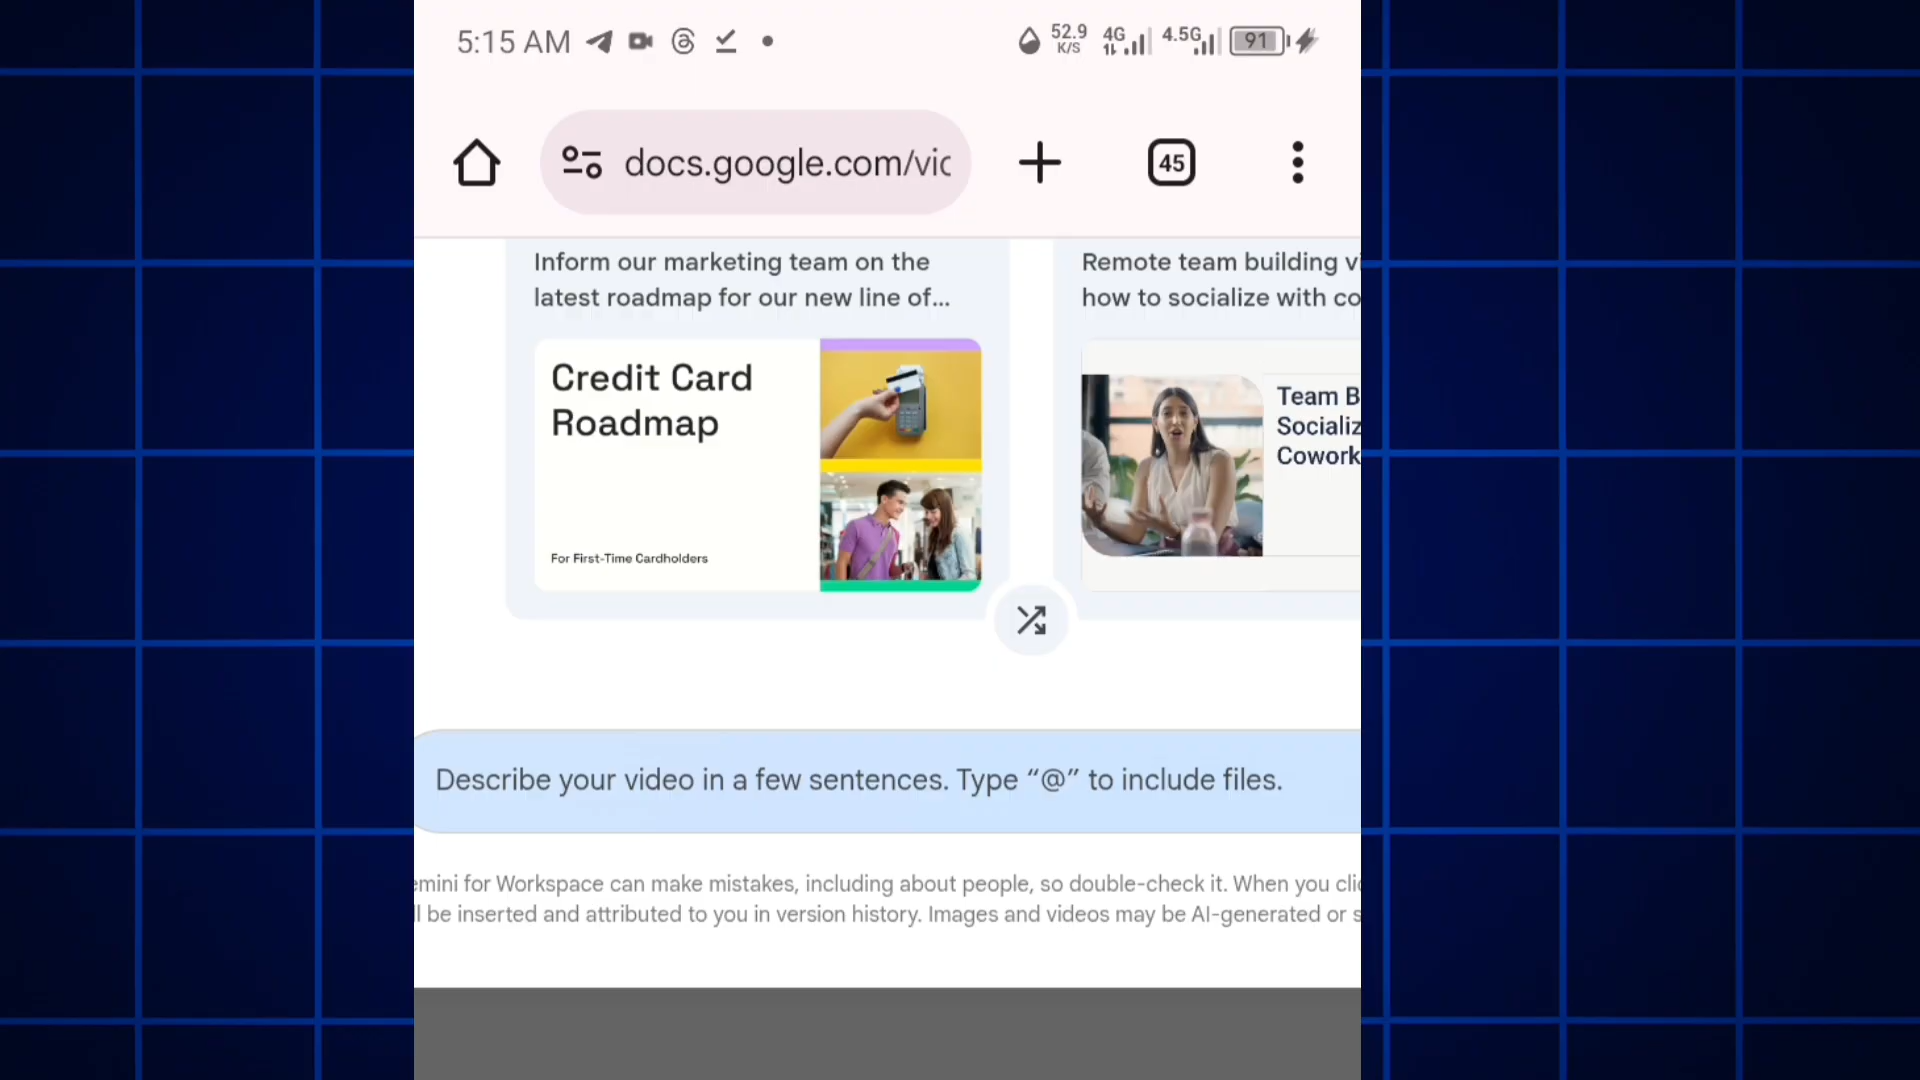 5:15 AM
52.9
K/S
4G
4.5G
91
docs.google.com/vic
45
Inform our marketing team on the
latest roadmap for our new line of...
Credit Card
Roadmap
For First-Time Cardholders
Remote team building vi
how to socialize with co
Team B
Socializ
Cowork
Describe your video in a few sentences. Type “@” to include files.
emini for Workspace can make mistakes, including about people, so double-check it. When you clic
ll be inserted and attributed to you in version history. Images and videos may be AI-generated or s